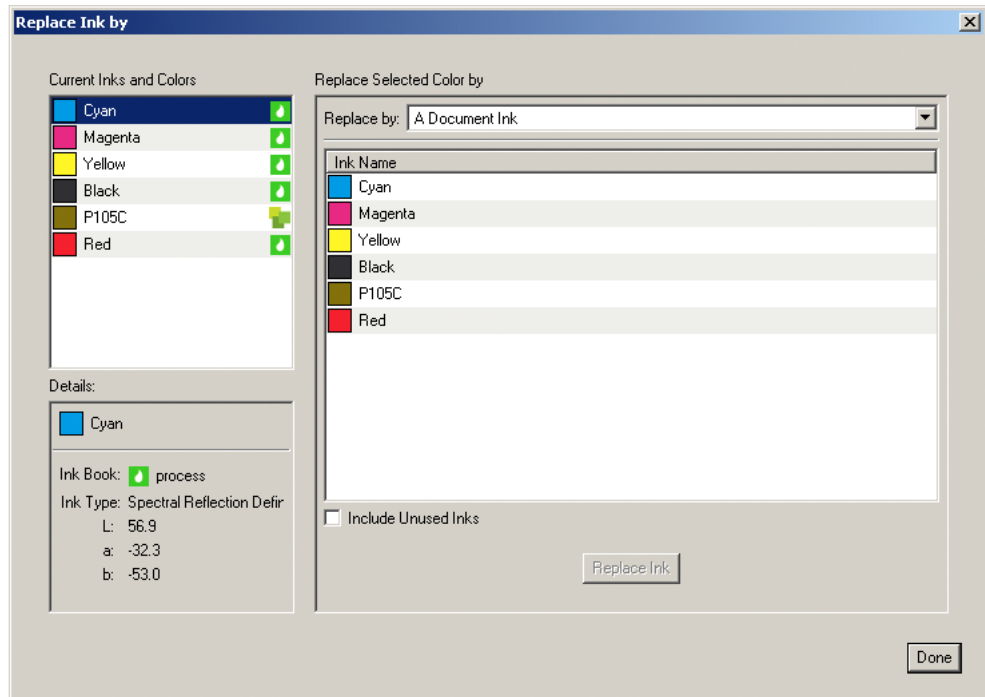 Replace Ink by
Current Inks and Colors
Cyan
Magenta
Yellow
Black
P105C
Red
Details:
Cyan
Ink Book: process
Ink Type: Spectral Reflection Defir
L: 56.9
a: -32.3
b: -53.0
Replace Selected Color by
Replace by: A Document Ink
Ink Name
Cyan
Magenta
Yellow
Black
P105C
Red
Include Unused Inks
Replace Ink
Done